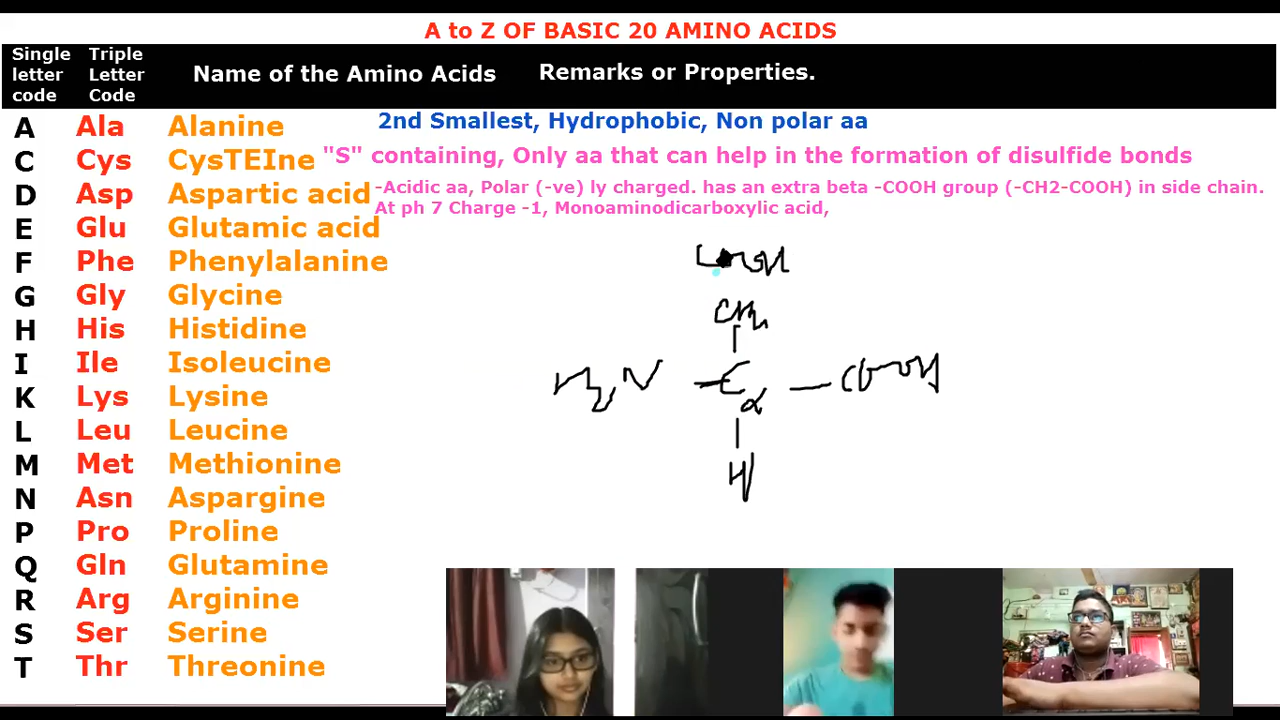 A to Z OF BASIC 20 AMINO ACIDS
Single letter code Triple Letter Code Name of the Amino Acids Remarks or Properties.
A Ala Alanine 2nd Smallest, Hydrophobic, Non polar aa
C Cys CysTEIne "S" containing, Only aa that can help in the formation of disulfide bonds
D Asp Aspartic acid -Acidic aa, Polar (-ve) ly charged. has an extra beta -COOH group (-CH2-COOH) in side chain.
At ph 7 Charge -1, Monoaminodicarboxylic acid,
E Glu Glutamic acid
F Phe Phenylalanine
G Gly Glycine
H His Histidine
I Ile Isoleucine
K Lys Lysine
L Leu Leucine
M Met Methionine
N Asn Aspargine
P Pro Proline
Q Gln Glutamine
R Arg Arginine
S Ser Serine
T Thr Threonine
CH2
H2N — C — COOH
α
H